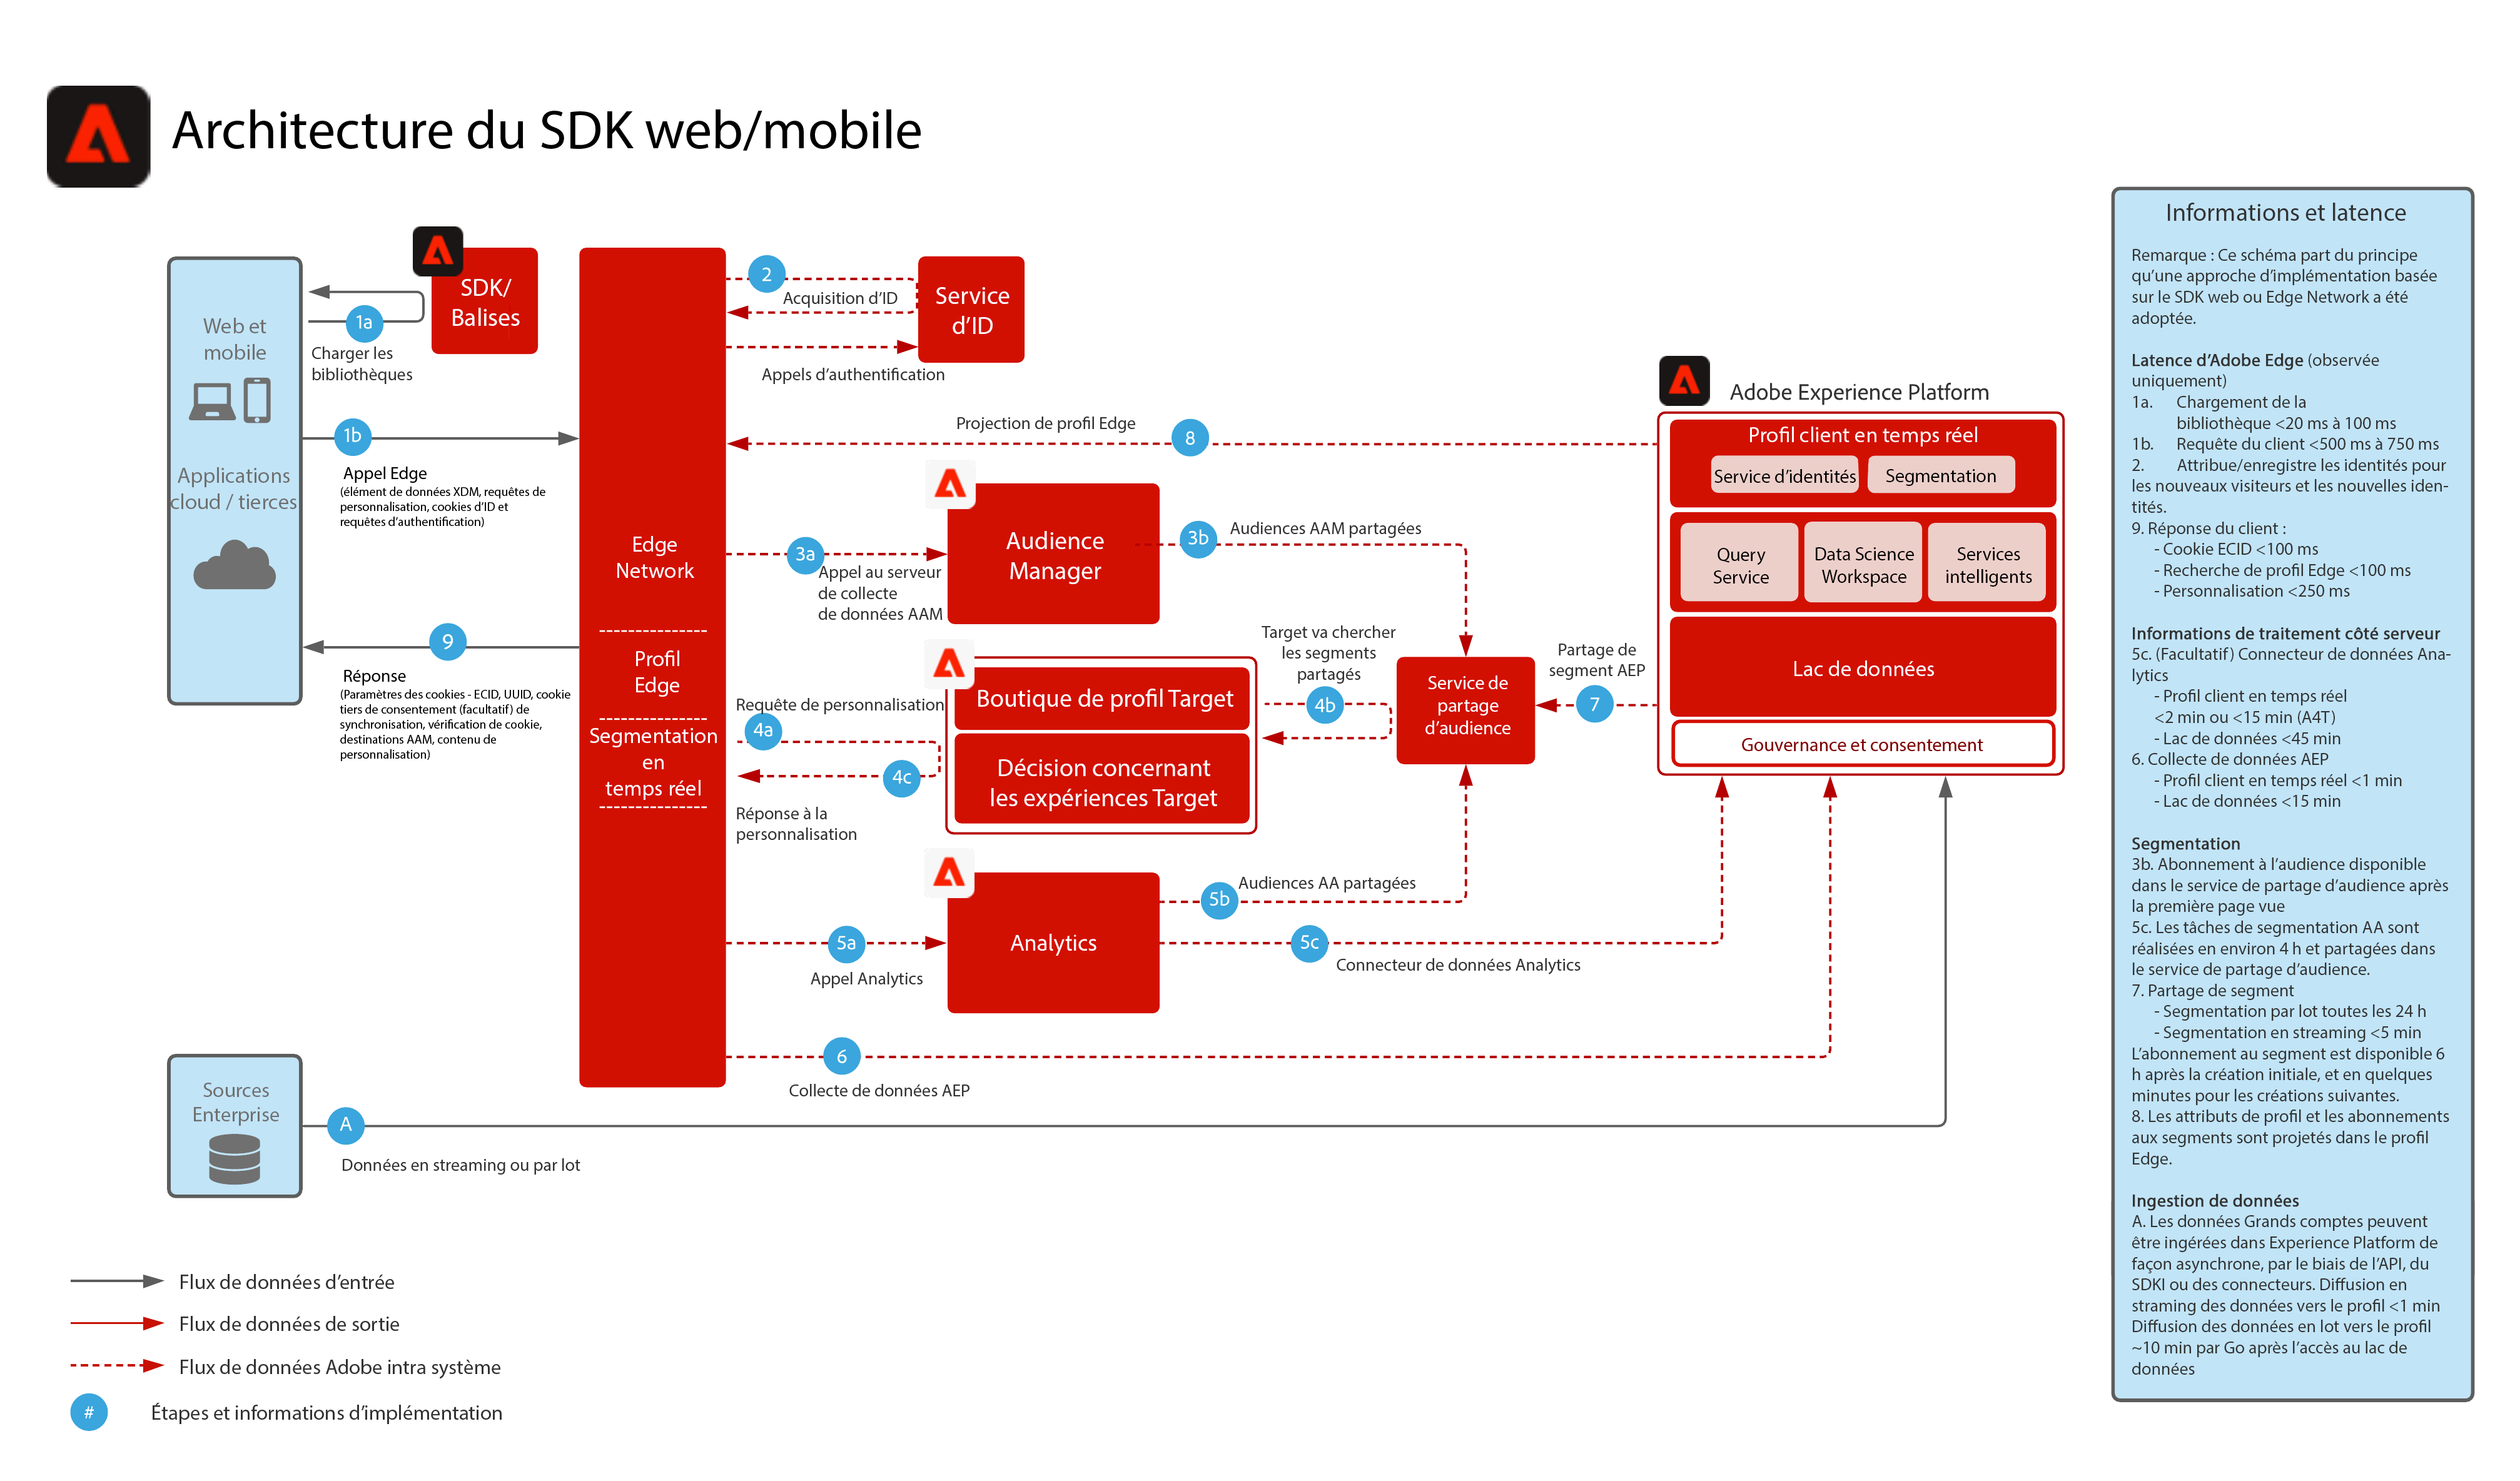 Architecture du SDK web/mobile
Web et
mobile
Applications
cloud / tierces
1a
Charger les
bibliothèques
SDK/
Balises
1b
Appel Edge
(élément de données XDM, requêtes de
personnalisation, cookies d’ID et
requêtes d’authentification)
9
Réponse
(Paramètres des cookies - ECID, UUID, cookie
tiers de consentement (facultatif) de
synchronisation, vérification de cookie,
destinations AAM, contenu de
personnalisation)
Edge
Network
Profil
Edge
Segmentation
en
temps réel
2
Acquisition d’ID
Appels d’authentification
Service
d’ID
Projection de profil Edge
8
3a
Appel au serveur
de collecte
de données AAM
Audience
Manager
3b
Audiences AAM partagées
Requête de personnalisation
4a
4c
Réponse à la
personnalisation
Boutique de profil Target
Décision concernant
les expériences Target
Target va chercher
les segments
partagés
4b
Service de
partage
d’audience
Partage de
segment AEP
7
5a
Appel Analytics
Analytics
5b
Audiences AA partagées
5c
Connecteur de données Analytics
6
Collecte de données AEP
Adobe Experience Platform
Profil client en temps réel
Service d’identités
Segmentation
Query
Service
Data Science
Workspace
Services
intelligents
Lac de données
Gouvernance et consentement
Sources
Enterprise
A
Données en streaming ou par lot
Flux de données d’entrée
Flux de données de sortie
Flux de données Adobe intra système
#
Étapes et informations d’implémentation
Informations et latence
Remarque : Ce schéma part du principe
qu’une approche d’implémentation basée
sur le SDK web ou Edge Network a été
adoptée.
Latence d’Adobe Edge (observée
uniquement)
1a. Chargement de la
bibliothèque <20 ms à 100 ms
1b. Requête du client <500 ms à 750 ms
2. Attribue/enregistre les identités pour
les nouveaux visiteurs et les nouvelles iden-
tités.
9. Réponse du client :
- Cookie ECID <100 ms
- Recherche de profil Edge <100 ms
- Personnalisation <250 ms
Informations de traitement côté serveur
5c. (Facultatif) Connecteur de données Ana-
lytics
- Profil client en temps réel
<2 min ou <15 min (A4T)
- Lac de données <45 min
6. Collecte de données AEP
- Profil client en temps réel <1 min
- Lac de données <15 min
Segmentation
3b. Abonnement à l’audience disponible
dans le service de partage d’audience après
la première page vue
5c. Les tâches de segmentation AA sont
réalisées en environ 4 h et partagées dans
le service de partage d’audience.
7. Partage de segment
- Segmentation par lot toutes les 24 h
- Segmentation en streaming <5 min
L’abonnement au segment est disponible 6
h après la création initiale, et en quelques
minutes pour les créations suivantes.
8. Les attributs de profil et les abonnements
aux segments sont projetés dans le profil
Edge.
Ingestion de données
A. Les données Grands comptes peuvent
être ingérées dans Experience Platform de
façon asynchrone, par le biais de l’API, du
SDKI ou des connecteurs. Diffusion en
straming des données vers le profil <1 min
Diffusion des données en lot vers le profil
~10 min par Go après l’accès au lac de
données